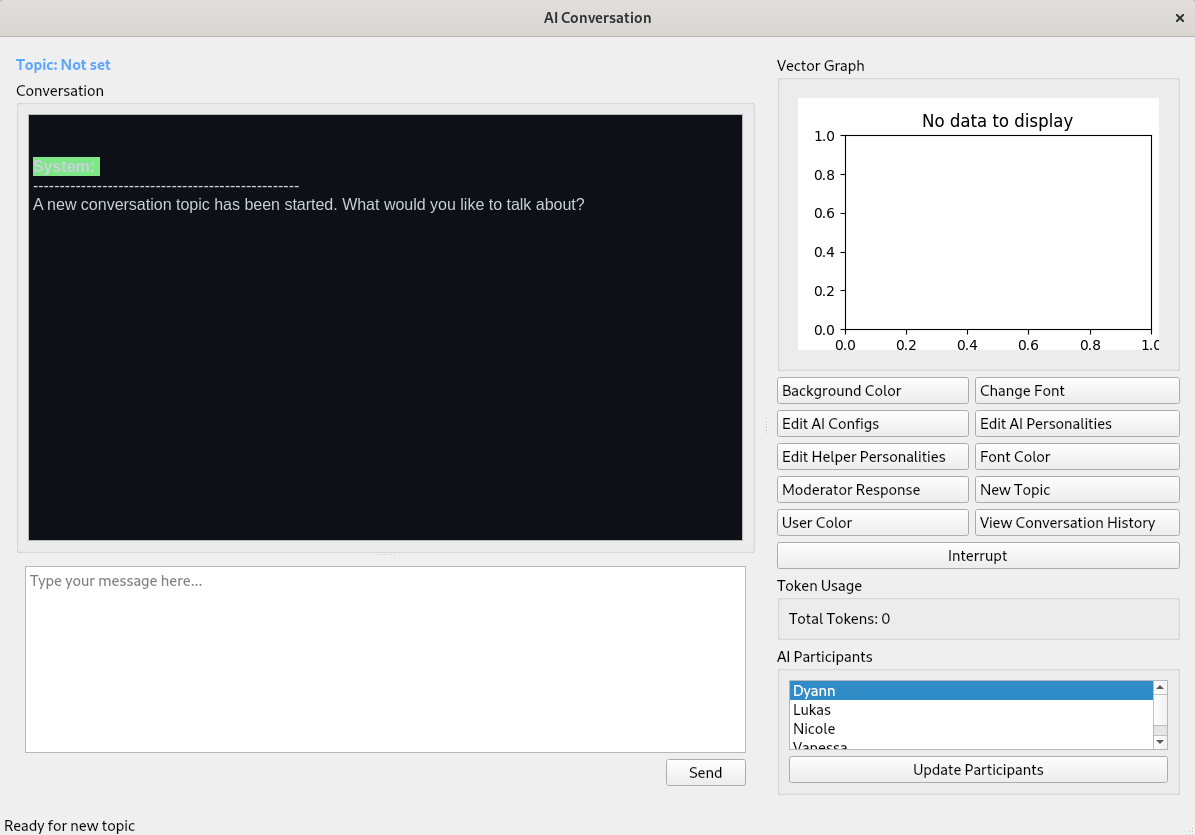 AI Conversation
Topic: Not set
Conversation
System:
--------------------------------------------------
A new conversation topic has been started. What would you like to talk about?
Type your message here...
Send
Ready for new topic
Vector Graph
No data to display
1.0
0.8
0.6
0.4
0.2
0.0
0.0 0.2 0.4 0.6 0.8 1.0
Background Color Change Font
Edit AI Configs Edit AI Personalities
Edit Helper Personalities Font Color
Moderator Response New Topic
User Color View Conversation History
Interrupt
Token Usage
Total Tokens: 0
AI Participants
Dyann
Lukas
Nicole
Vanessa
Update Participants